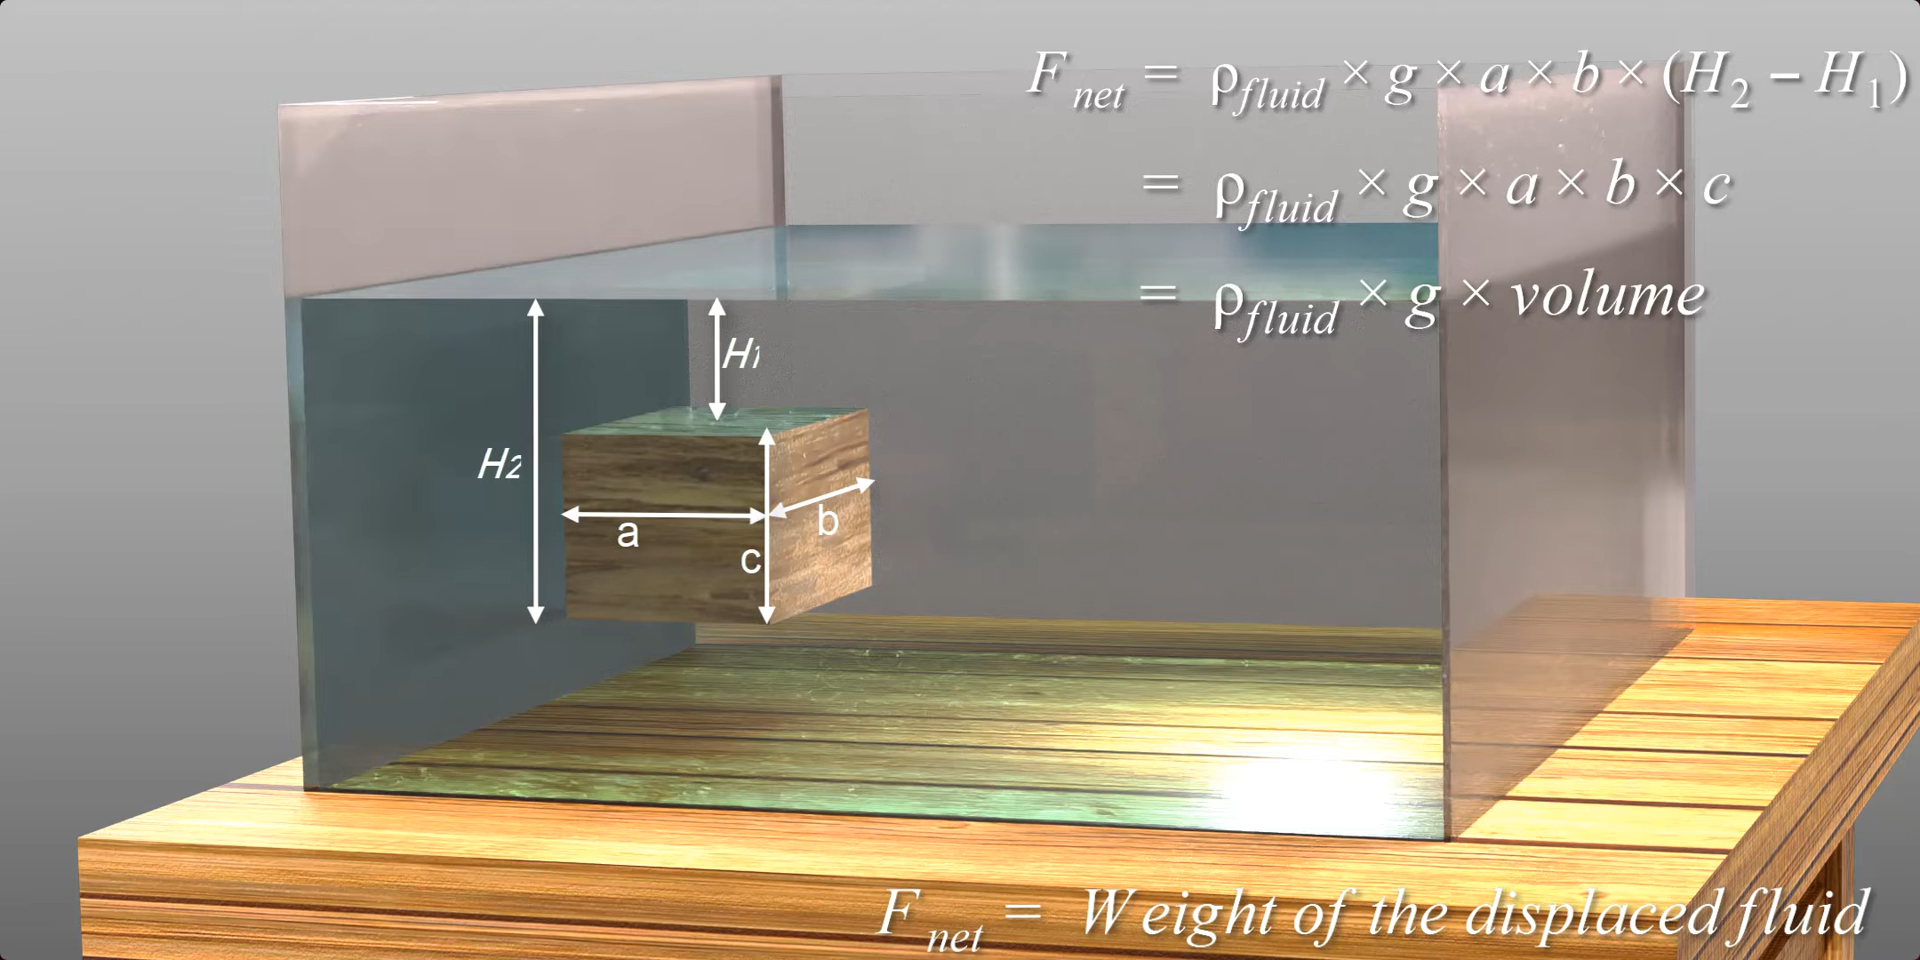 F net = ρfluid × g × a × b × (H2 − H1)
= ρfluid × g × a × b × c
= ρfluid × g × volume
H1
H2
a
b
c
F net = Weight of the displaced fluid